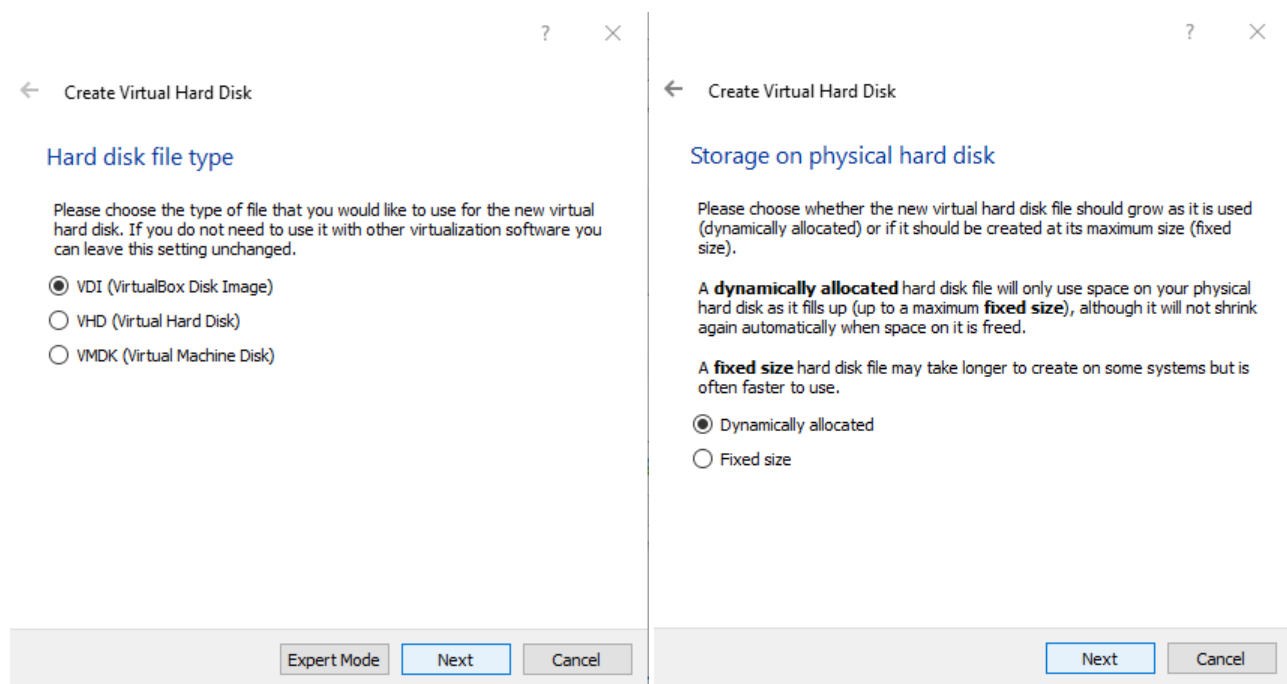 ?
Create Virtual Hard Disk
Hard disk file type
Please choose the type of file that you would like to use for the new virtual
hard disk. If you do not need to use it with other virtualization software you
can leave this setting unchanged.
VDI (VirtualBox Disk Image)
VHD (Virtual Hard Disk)
VMDK (Virtual Machine Disk)
Expert Mode
Next
Cancel
?
Create Virtual Hard Disk
Storage on physical hard disk
Please choose whether the new virtual hard disk file should grow as it is used
(dynamically allocated) or if it should be created at its maximum size (fixed
size).
A dynamically allocated hard disk file will only use space on your physical
hard disk as it fills up (up to a maximum fixed size), although it will not shrink
again automatically when space on it is freed.
A fixed size hard disk file may take longer to create on some systems but is
often faster to use.
Dynamically allocated
Fixed size
Next
Cancel